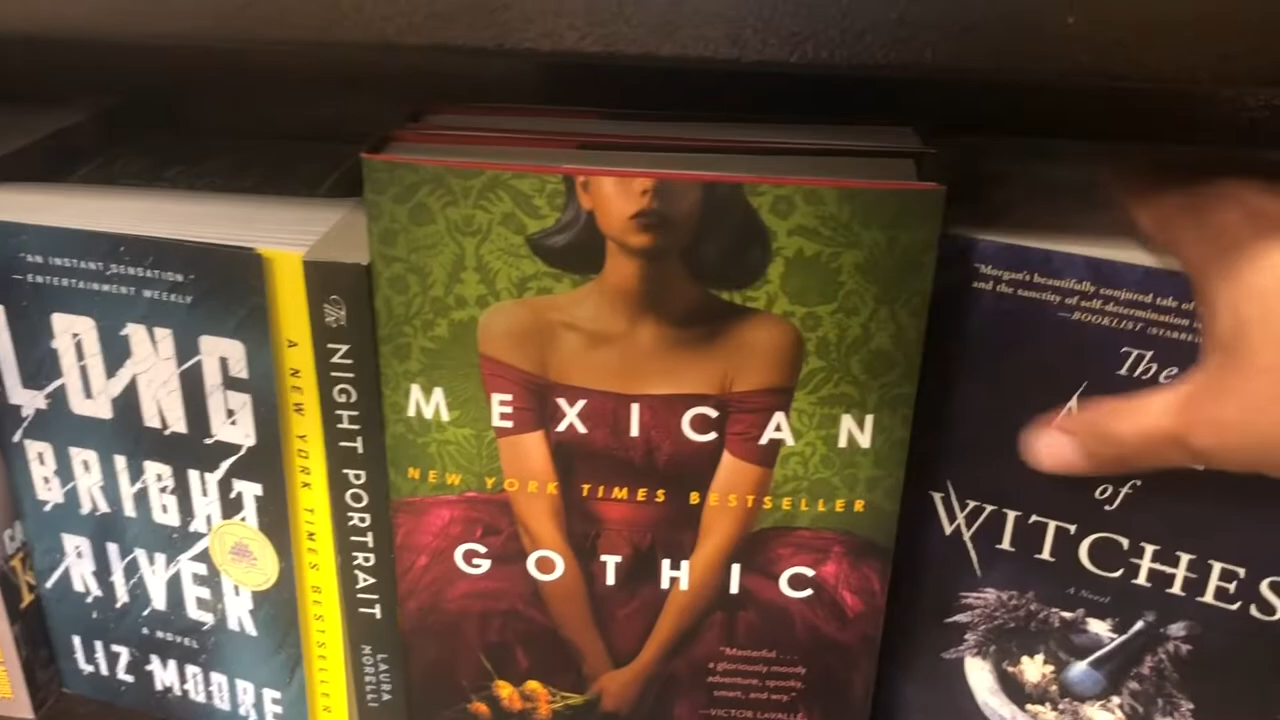 "AN INSTANT SENSATION."
—ENTERTAINMENT WEEKLY
LONG
BRIGHT
RIVER
A NOVEL
LIZ MOORE
A NEW YORK TIMES BESTSELLER
The NIGHT PORTRAIT
LAURA
MORELLI
MEXICAN
NEW YORK TIMES BESTSELLER
GOTHIC
"Masterful . . .
a gloriously moody
adventure, spooky,
smart, and wry."
—VICTOR LAVALLE
"Morgan's beautifully conjured tale of
and the sanctity of self-determination
—BOOKLIST
The
of
WITCHES
A Novel